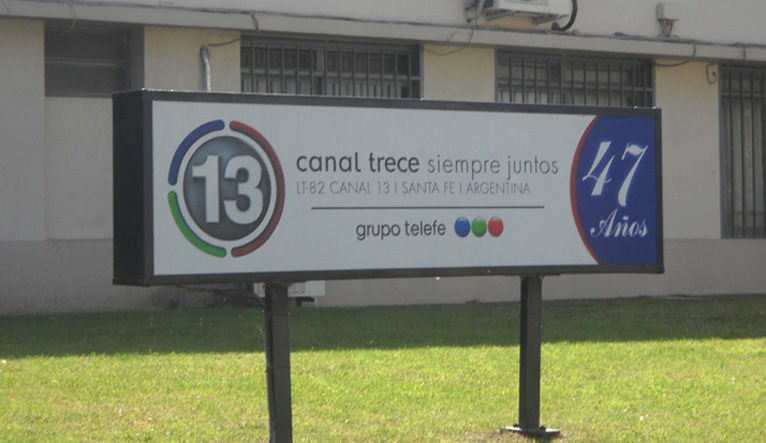 13
canal trece siempre juntos
LT-82 CANAL 13 | SANTA FE | ARGENTINA
grupo telefe
47
Años